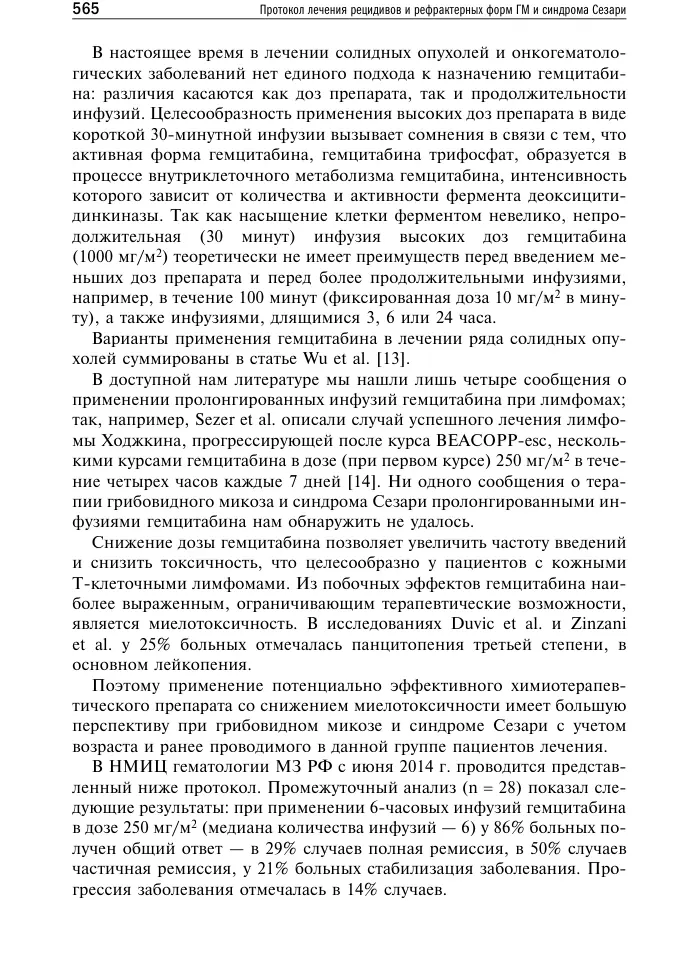 565 Протокол лечения рецидивов и рефрактерных форм ГМ и синдрома Сезари
В настоящее время в лечении солидных опухолей и онкогематоло-
гических заболеваний нет единого подхода к назначению гемцитаби-
на: различия касаются как доз препарата, так и продолжительности
инфузий. Целесообразность применения высоких доз препарата в виде
короткой 30-минутной инфузии вызывает сомнения в связи с тем, что
активная форма гемцитабина, гемцитабина трифосфат, образуется в
процессе внутриклеточного метаболизма гемцитабина, интенсивность
которого зависит от количества и активности фермента деоксицити-
динкиназы. Так как насыщение клетки ферментом невелико, непро-
должительная (30 минут) инфузия высоких доз гемцитабина
(1000 мг/м²) теоретически не имеет преимуществ перед введением ме-
ньших доз препарата и перед более продолжительными инфузиями,
например, в течение 100 минут (фиксированная доза 10 мг/м² в мину-
ту), а также инфузиями, длящимися 3, 6 или 24 часа.
Варианты применения гемцитабина в лечении ряда солидных опу-
холей суммированы в статье Wu et al. [13].
В доступной нам литературе мы нашли лишь четыре сообщения о
применении пролонгированных инфузий гемцитабина при лимфомах;
так, например, Sezer et al. описали случай успешного лечения лимфо-
мы Ходжкина, прогрессирующей после курса BEACOPP-esc, несколь-
кими курсами гемцитабина в дозе (при первом курсе) 250 мг/м² в тече-
ние четырех часов каждые 7 дней [14]. Ни одного сообщения о тера-
пии грибовидного микоза и синдрома Сезари пролонгированными ин-
фузиями гемцитабина нам обнаружить не удалось.
Снижение дозы гемцитабина позволяет увеличить частоту введений
и снизить токсичность, что целесообразно у пациентов с кожными
Т-клеточными лимфомами. Из побочных эффектов гемцитабина наи-
более выраженным, ограничивающим терапевтические возможности,
является миелотоксичность. В исследованиях Duvic et al. и Zinzani
et al. у 25% больных отмечалась панцитопения третьей степени, в
основном лейкопения.
Поэтому применение потенциально эффективного химиотерапев-
тического препарата со снижением миелотоксичности имеет большую
перспективу при грибовидном микозе и синдроме Сезари с учетом
возраста и ранее проводимого в данной группе пациентов лечения.
В НМИЦ гематологии МЗ РФ с июня 2014 г. проводится представ-
ленный ниже протокол. Промежуточный анализ (n = 28) показал сле-
дующие результаты: при применении 6-часовых инфузий гемцитабина
в дозе 250 мг/м² (медиана количества инфузий — 6) у 86% больных по-
лучен общий ответ — в 29% случаев полная ремиссия, в 50% случаев
частичная ремиссия, у 21% больных стабилизация заболевания. Про-
грессия заболевания отмечалась в 14% случаев.